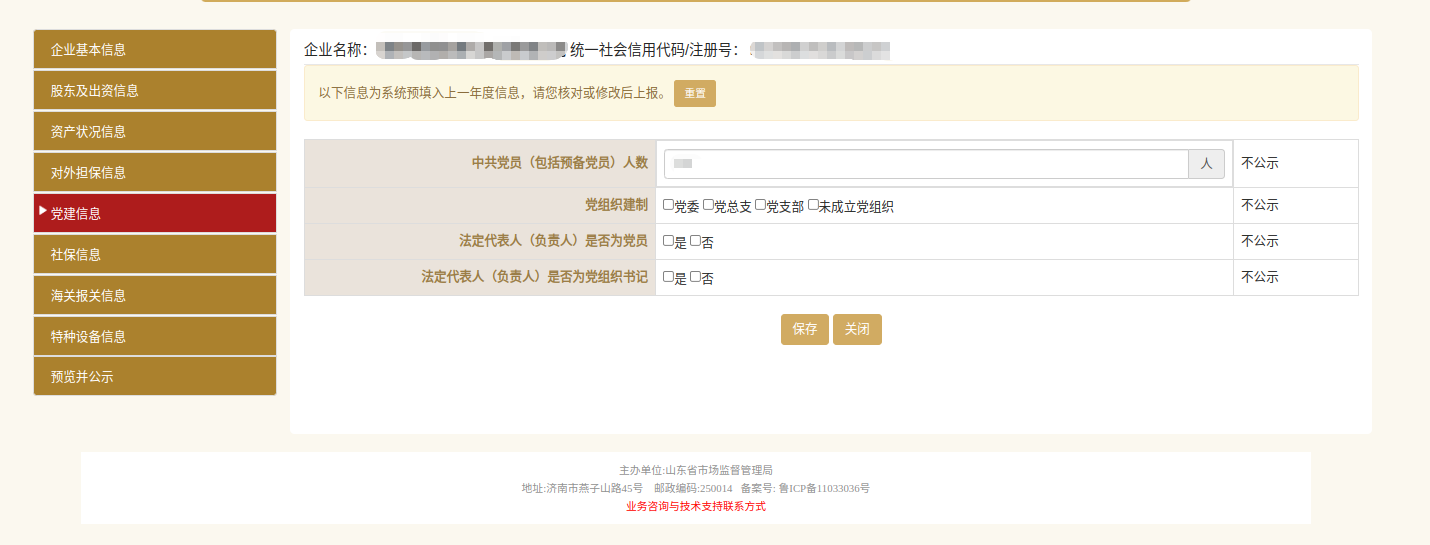 企业基本信息
股东及出资信息
资产状况信息
对外担保信息
党建信息
社保信息
海关报关信息
特种设备信息
预览并公示
企业名称： 统一社会信用代码/注册号：
以下信息为系统预填入上一年度信息，请您核对或修改后上报。 重置
中共党员（包括预备党员）人数 人 不公示
党组织建制 党委 党总支 党支部 未成立党组织 不公示
法定代表人（负责人）是否为党员 是 否 不公示
法定代表人（负责人）是否为党组织书记 是 否 不公示
保存 关闭
主办单位:山东省市场监督管理局
地址:济南市燕子山路45号 邮政编码:250014 备案号: 鲁ICP备11033036号
业务咨询与技术支持联系方式